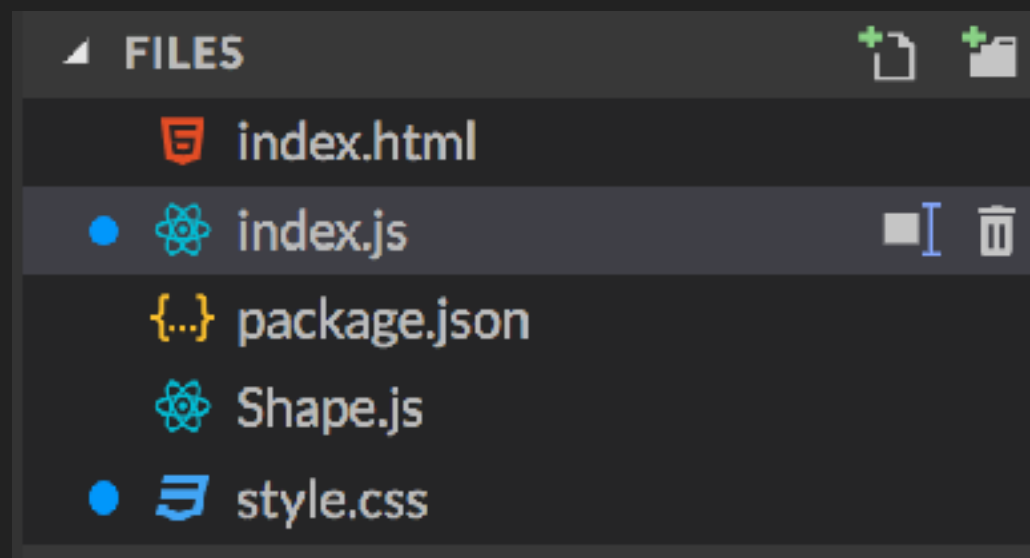 FILES
index.html
index.js
{...} package.json
Shape.js
style.css